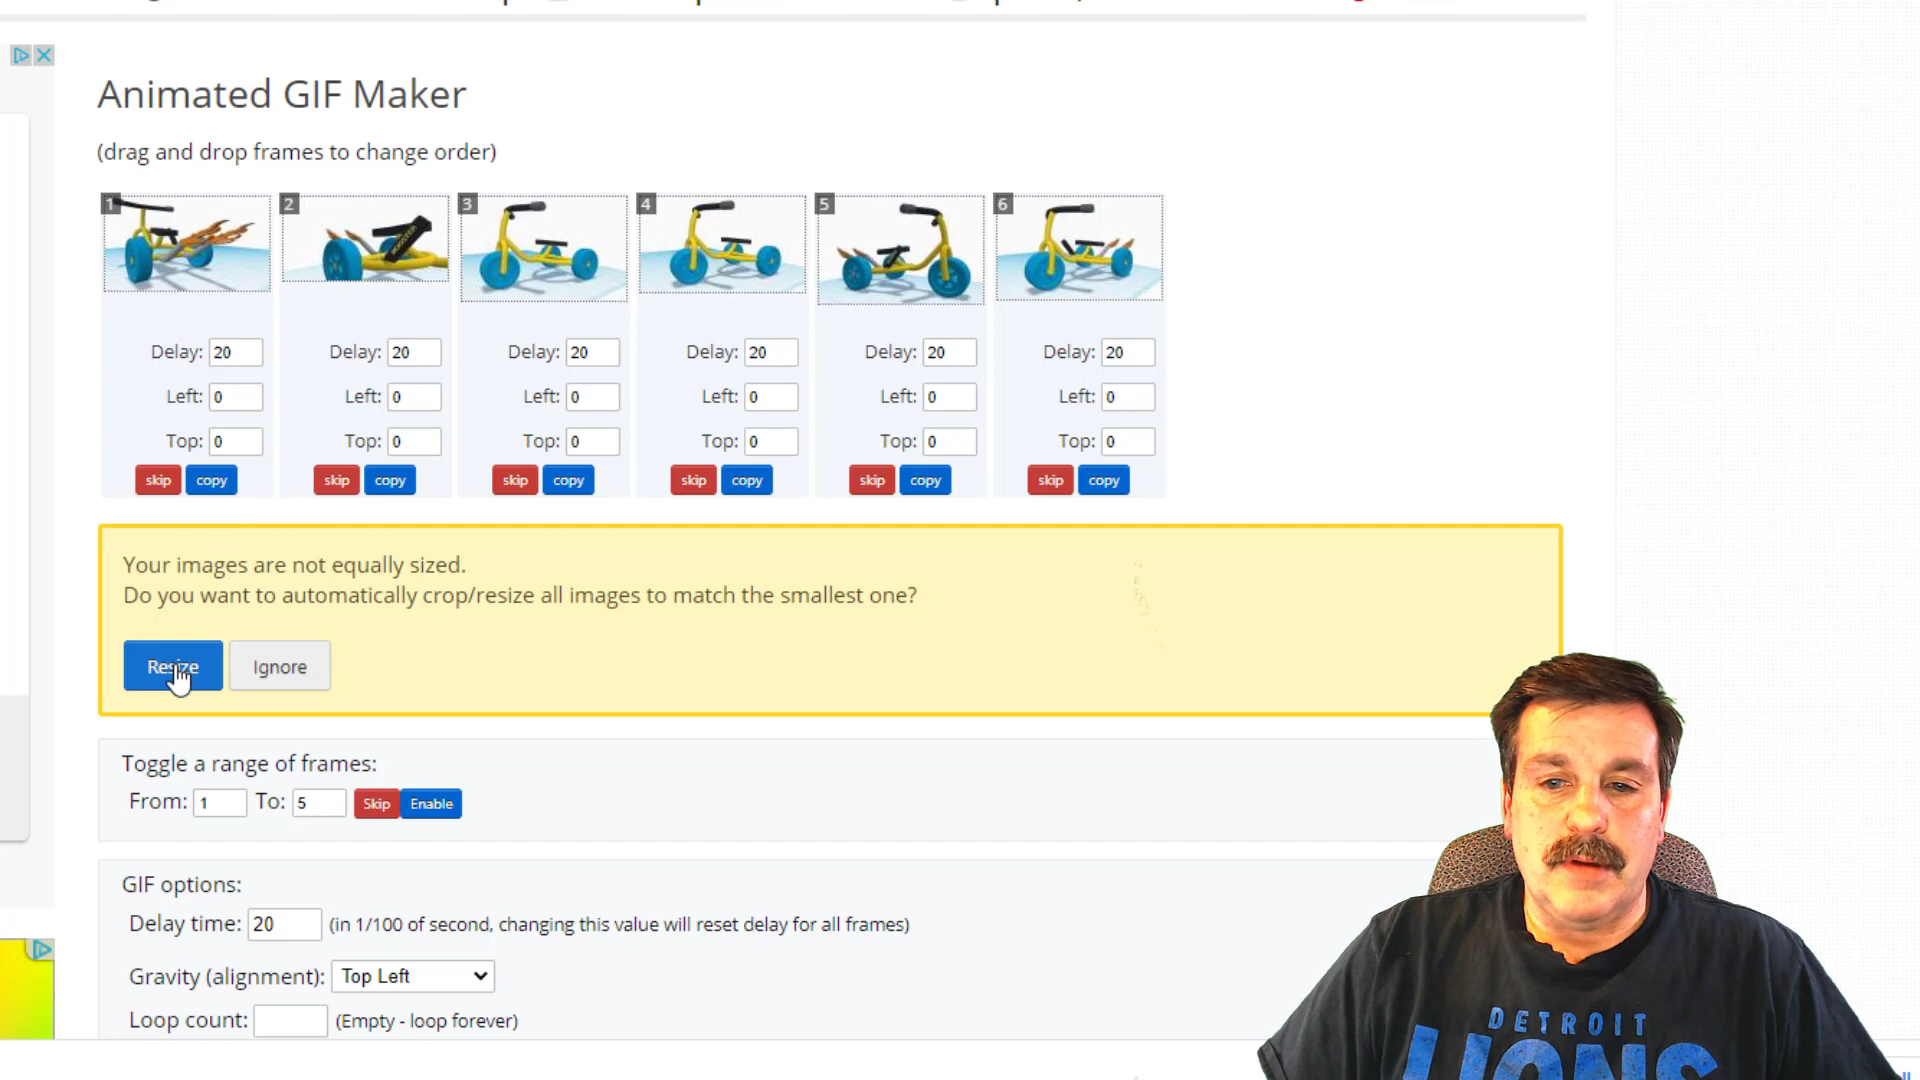 Animated GIF Maker
(drag and drop frames to change order)
1 2 3 4 5 6
Delay: 20 Delay: 20 Delay: 20 Delay: 20 Delay: 20 Delay: 20
Left: 0 Left: 0 Left: 0 Left: 0 Left: 0 Left: 0
Top: 0 Top: 0 Top: 0 Top: 0 Top: 0 Top: 0
skip copy skip copy skip copy skip copy skip copy skip copy
Your images are not equally sized.
Do you want to automatically crop/resize all images to match the smallest one?
Resize Ignore
Toggle a range of frames:
From: 1 To: 5 Skip Enable
GIF options:
Delay time: 20 (in 1/100 of second, changing this value will reset delay for all frames)
Gravity (alignment): Top Left
Loop count: (Empty - loop forever)
DETROIT
LIONS